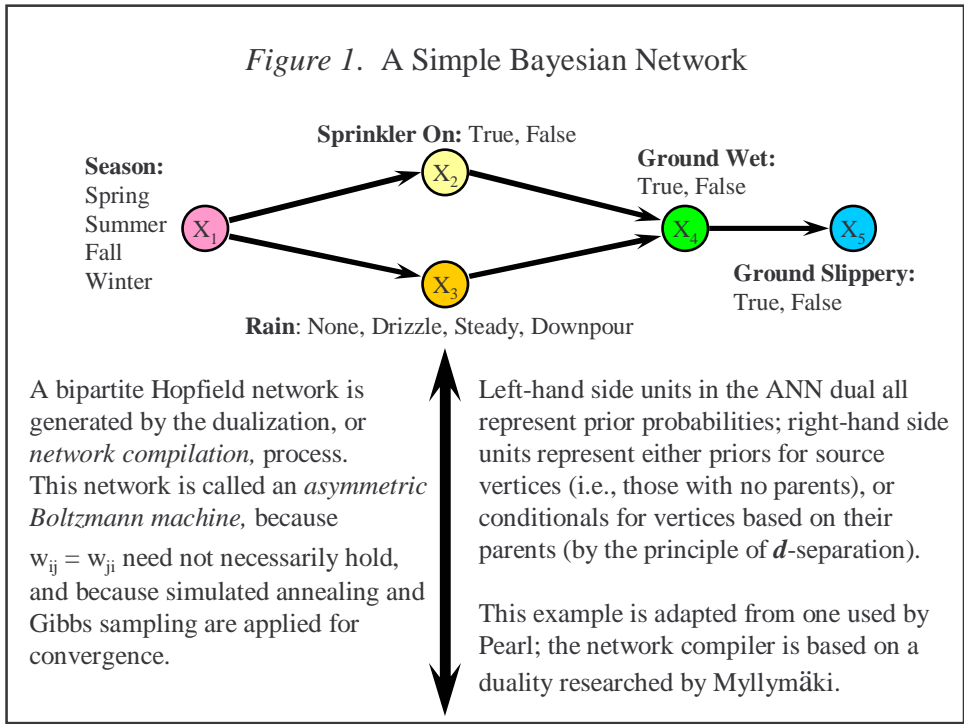 Figure 1. A Simple Bayesian Network
Sprinkler On: True, False
Season:
Spring
Summer
Fall
Winter
X1
X2
X3
Ground Wet:
True, False
X4
X5
Ground Slippery:
True, False
Rain: None, Drizzle, Steady, Downpour
A bipartite Hopfield network is
generated by the dualization, or
network compilation, process.
This network is called an asymmetric
Boltzmann machine, because
wij = wji need not necessarily hold,
and because simulated annealing and
Gibbs sampling are applied for
convergence.
Left-hand side units in the ANN dual all
represent prior probabilities; right-hand side
units represent either priors for source
vertices (i.e., those with no parents), or
conditionals for vertices based on their
parents (by the principle of d-separation).
This example is adapted from one used by
Pearl; the network compiler is based on a
duality researched by Myllymäki.